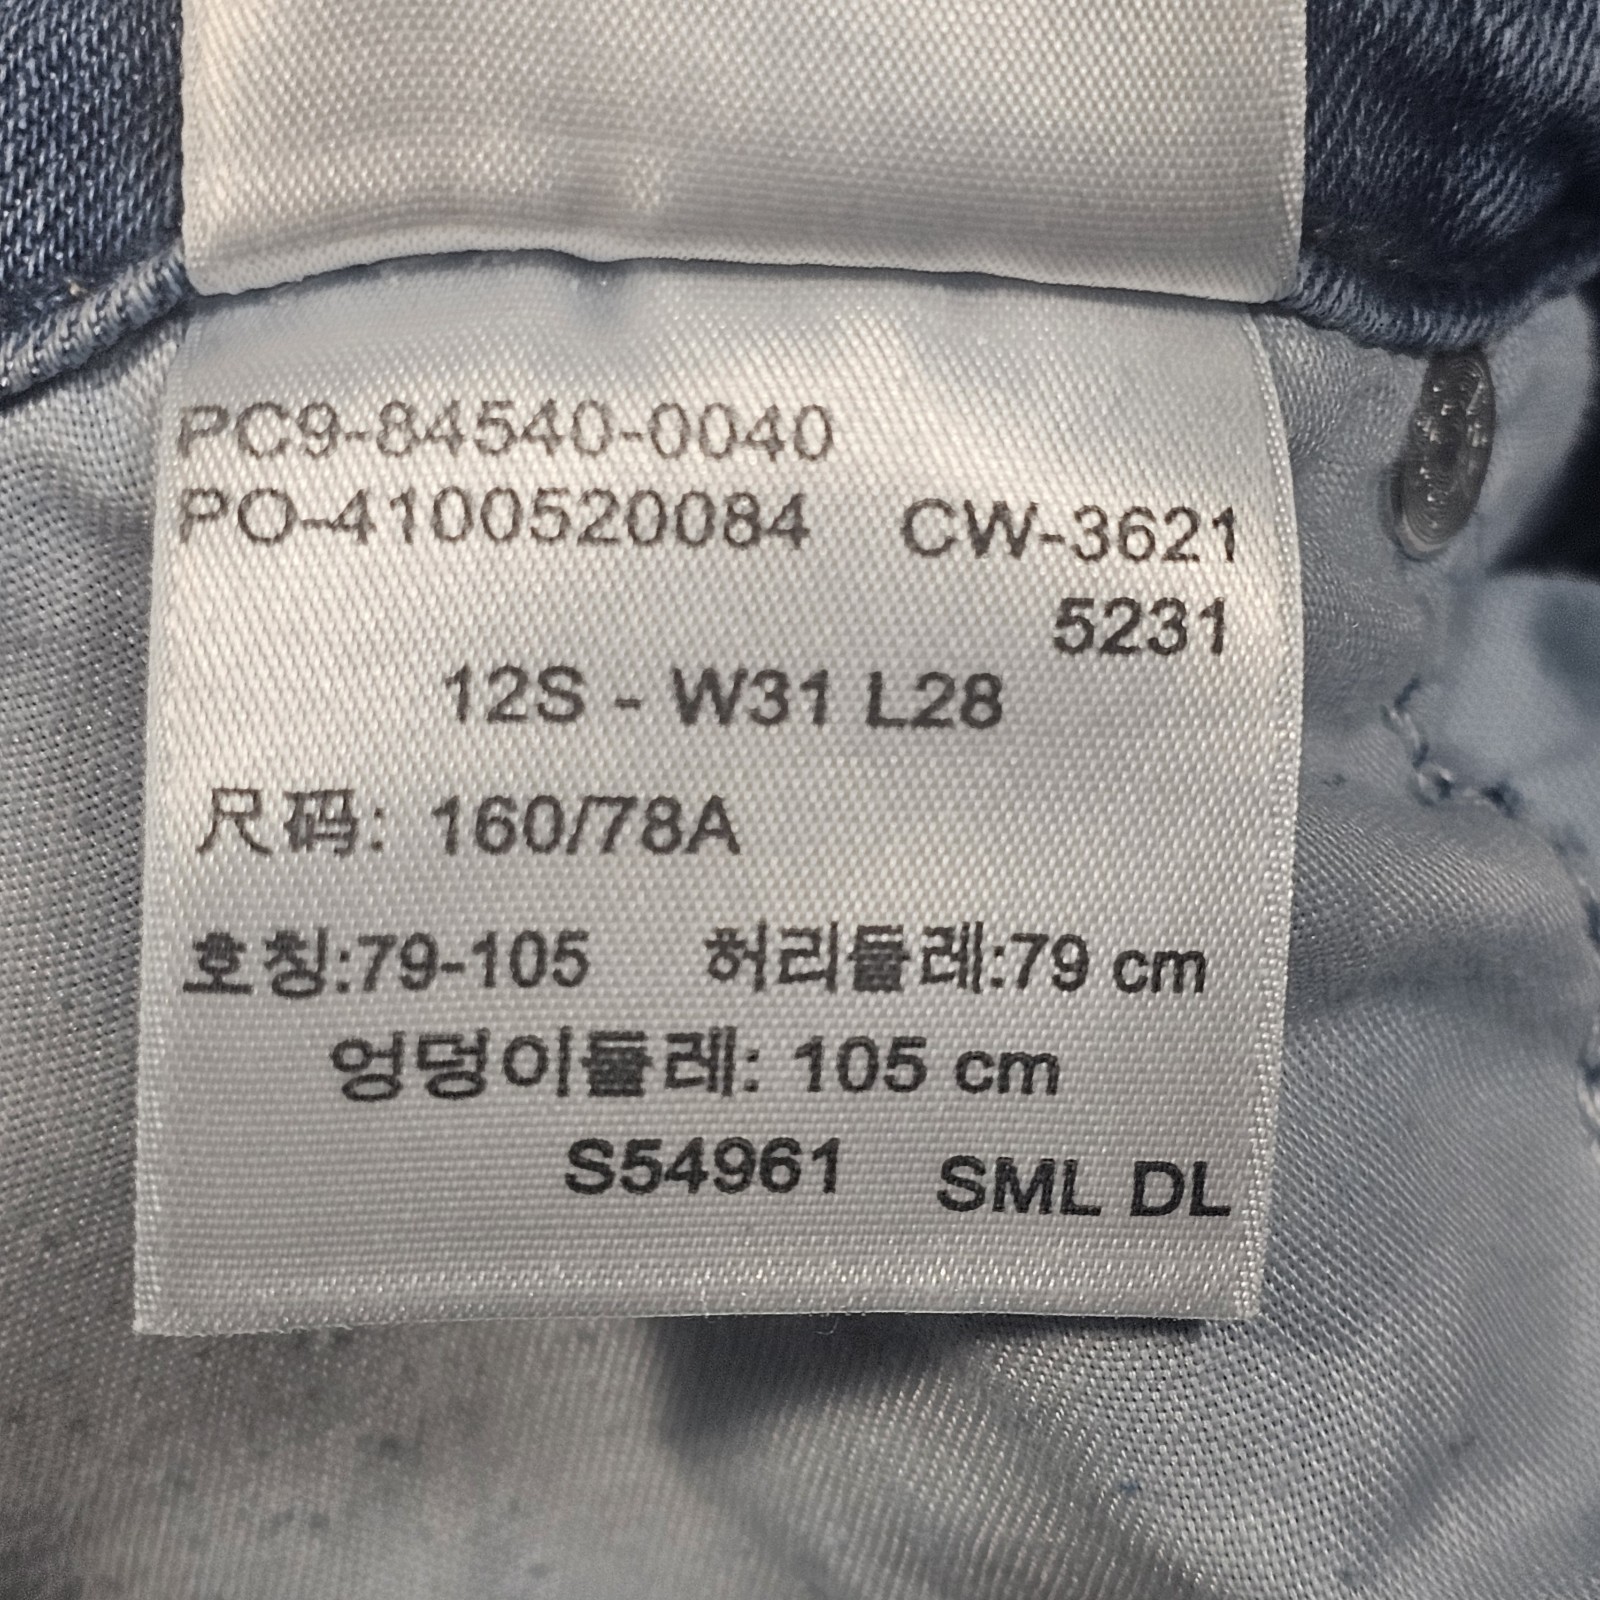 PC9-84540-0040
PO-4100520084 CW-3621
5231
12S - W31 L28
尺码: 160/78A
호칭:79-105 허리둘레:79 cm
엉덩이둘레: 105 cm
S54961 SML DL